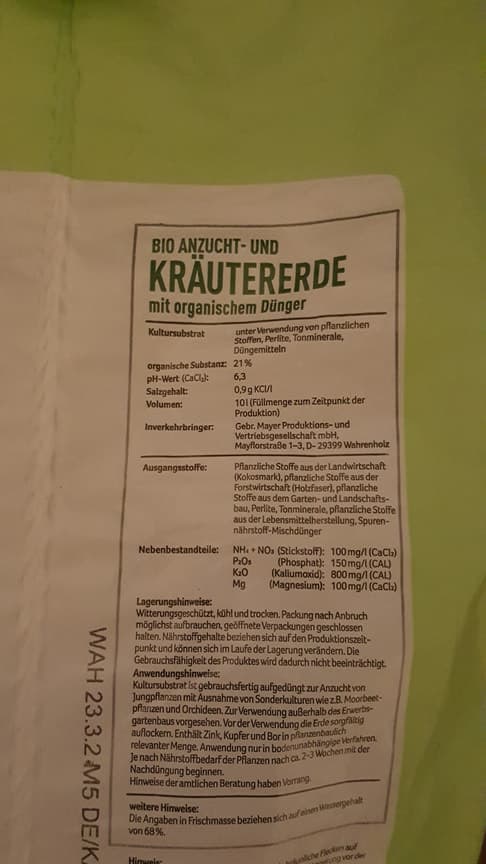 BIO ANZUCHT- UND
KRÄUTERERDE
mit organischem Dünger
Kultursubstrat unter Verwendung von pflanzlichen
Stoffen, Perlite, Tonminerale,
Düngemitteln
organische Substanz: 21 %
pH-Wert (CaCl₂): 6,3
Salzgehalt: 0,9 g KCl/l
Volumen: 10 l (Füllmenge zum Zeitpunkt der
Produktion)
Inverkehrbringer: Gebr. Mayer Produktions- und
Vertriebsgesellschaft mbH,
Mayflorstraße 1–3, D- 29399 Wahrenholz
Ausgangsstoffe: Pflanzliche Stoffe aus der Landwirtschaft
(Kokosmark), pflanzliche Stoffe aus der
Forstwirtschaft (Holzfaser), pflanzliche
Stoffe aus dem Garten- und Landschafts-
bau, Perlite, Tonminerale, pflanzliche Stoffe
aus der Lebensmittelherstellung, Spuren-
nährstoff-Mischdünger
Nebenbestandteile: NH₄ + NO₃ (Stickstoff): 100 mg/l (CaCl₂)
P₂O₅ (Phosphat): 150 mg/l (CAL)
K₂O (Kaliumoxid): 800 mg/l (CAL)
Mg (Magnesium): 100 mg/l (CaCl₂)
Lagerungshinweise:
Witterungsgeschützt, kühl und trocken. Packung nach Anbruch
möglichst aufbrauchen, geöffnete Verpackungen geschlossen
halten. Nährstoffgehalte beziehen sich auf den Produktionszeit-
punkt und können sich im Laufe der Lagerung verändern. Die
Gebrauchsfähigkeit des Produktes wird dadurch nicht beeinträchtigt.
Anwendungshinweise:
Kultursubstrat ist gebrauchsfertig aufgedüngt zur Anzucht von
Jungpflanzen mit Ausnahme von Sonderkulturen wie z.B. Moorbeet-
pflanzen und Orchideen. Zur Verwendung außerhalb des Erwerbs-
gartenbaus vorgesehen. Vor der Verwendung die Erde sorgfältig
auflockern. Enthält Zink, Kupfer und Bor in pflanzenbaulich
relevanter Menge. Anwendung nur in bodenunabhängige Verfahren.
Je nach Nährstoffbedarf der Pflanzen nach ca. 2-3 Wochen mit der
Nachdüngung beginnen.
Hinweise der amtlichen Beratung haben Vorrang.
weitere Hinweise:
Die Angaben in Frischmasse beziehen sich auf einen Wassergehalt
von 68%.
Hinweis: Flecken auf
vor der
WAH 23.3.2 M5 DE/K